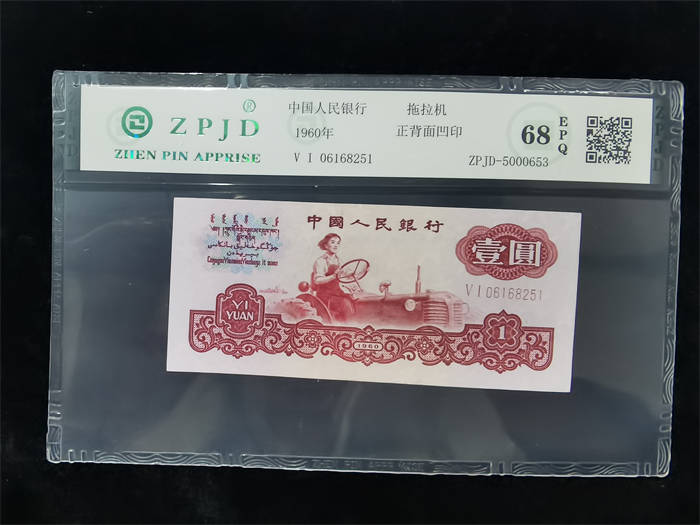 ZPJD ®
ZHEN PIN APPRISE
中国人民银行 拖拉机
1960年 正背面凹印
V I 06168251 ZPJD-5000653
68 EPQ
中國人民銀行
壹圓
V I 06168251
YI
YUAN
1960
1